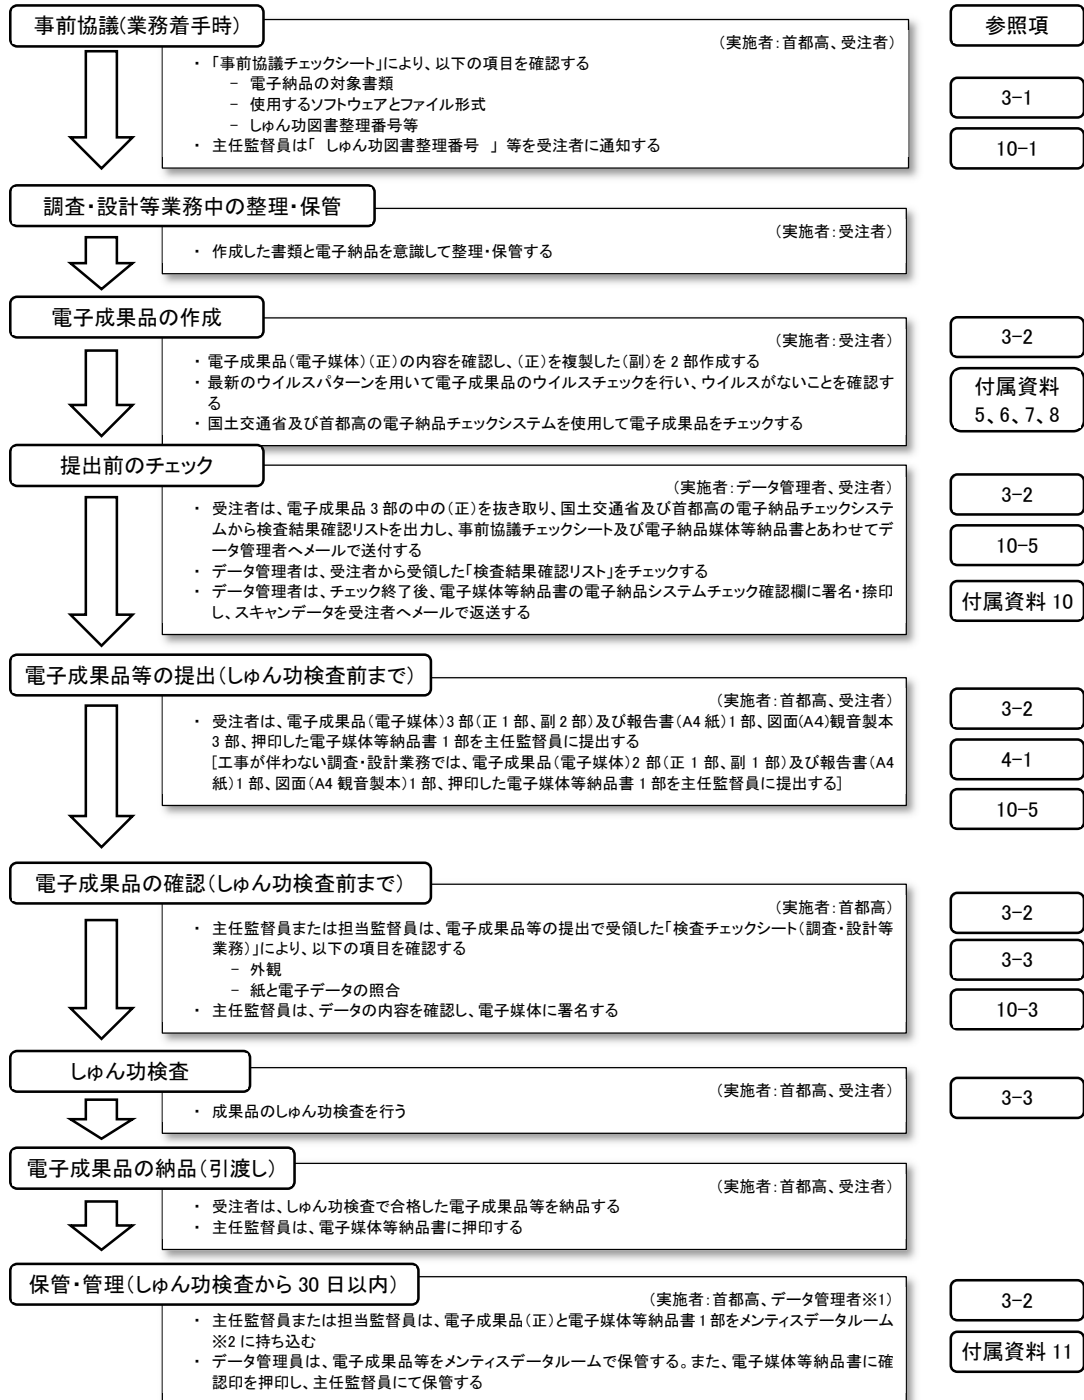 事前協議(業務着手時)
参照項
(実施者:首都高、受注者)
・ 「事前協議チェックシート」により、以下の項目を確認する
− 電子納品の対象書類
− 使用するソフトウェアとファイル形式
− しゅん功図書整理番号等
・ 主任監督員は「 しゅん功図書整理番号 」 等を受注者に通知する
3-1
10-1
調査・設計等業務中の整理・保管
(実施者:受注者)
・ 作成した書類と電子納品を意識して整理・保管する
電子成果品の作成
(実施者:受注者)
・ 電子成果品(電子媒体)(正)の内容を確認し、(正)を複製した(副)を 2 部作成する
・ 最新のウイルスパターンを用いて電子成果品のウイルスチェックを行い、ウイルスがないことを確認す
る
・ 国土交通省及び首都高の電子納品チェックシステムを使用して電子成果品をチェックする
3-2
付属資料
5、6、7、8
提出前のチェック
(実施者:データ管理者、受注者)
・ 受注者は、電子成果品 3 部の中の(正)を抜き取り、国土交通省及び首都高の電子納品チェックシステ
ムから検査結果確認リストを出力し、事前協議チェックシート及び電子納品媒体等納品書とあわせてデ
ータ管理者へメールで送付する
・ データ管理者は、受注者から受領した「検査結果確認リスト」をチェックする
・ データ管理者は、チェック終了後、電子媒体等納品書の電子納品システムチェック確認欄に署名・捺印
し、スキャンデータを受注者へメールで返送する
3-2
10-5
付属資料 10
電子成果品等の提出(しゅん功検査前まで)
(実施者:首都高、受注者)
・ 受注者は、電子成果品(電子媒体)3 部(正 1 部、副 2 部)及び報告書(A4 紙)1 部、図面(A4)観音製本
3 部、押印した電子媒体等納品書 1 部を主任監督員に提出する
[工事が伴わない調査・設計業務では、電子成果品(電子媒体)2 部(正 1 部、副 1 部)及び報告書(A4
紙)1 部、図面(A4 観音製本)1 部、押印した電子媒体等納品書 1 部を主任監督員に提出する]
3-2
4-1
10-5
電子成果品の確認(しゅん功検査前まで)
(実施者:首都高)
・ 主任監督員または担当監督員は、電子成果品等の提出で受領した「検査チェックシート(調査・設計等
業務)」により、以下の項目を確認する
− 外観
− 紙と電子データの照合
・ 主任監督員は、データの内容を確認し、電子媒体に署名する
3-2
3-3
10-3
しゅん功検査
(実施者:首都高、受注者)
・ 成果品のしゅん功検査を行う
3-3
電子成果品の納品(引渡し)
(実施者:首都高、受注者)
・ 受注者は、しゅん功検査で合格した電子成果品等を納品する
・ 主任監督員は、電子媒体等納品書に押印する
保管・管理(しゅん功検査から 30 日以内)
(実施者:首都高、データ管理者※1)
・ 主任監督員または担当監督員は、電子成果品(正)と電子媒体等納品書 1 部をメンティスデータルーム
※2 に持ち込む
・ データ管理員は、電子成果品等をメンティスデータルームで保管する。また、電子媒体等納品書に確
認印を押印し、主任監督員にて保管する
3-2
付属資料 11